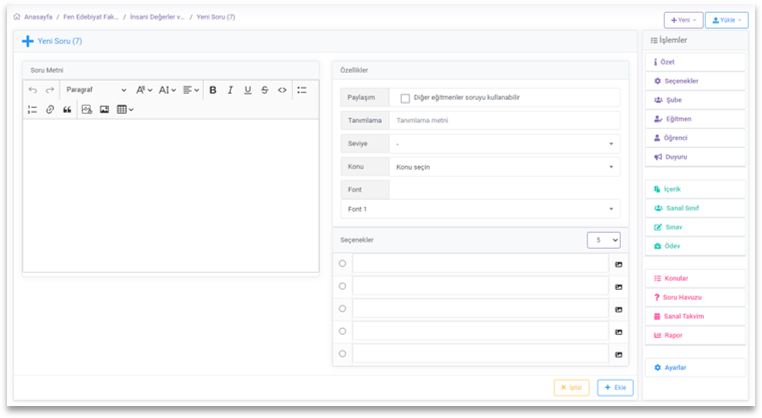 Anasayfa / Fen Edebiyat Fak... / İnsani Değerler v... / Yeni Soru (7)
+ Yeni
Yükle
Yeni Soru (7)
Soru Metni
Paragraf
Özellikler
Paylaşım
Diğer eğitmenler soruyu kullanabilir
Tanımlama
Tanımlama metni
Seviye
-
Konu
Konu seçin
Font
Font 1
Seçenekler
5
× İptal
+ Ekle
İşlemler
Özet
Seçenekler
Şube
Eğitmen
Öğrenci
Duyuru
İçerik
Sanal Sınıf
Sınav
Ödev
Konular
Soru Havuzu
Sanal Takvim
Rapor
Ayarlar